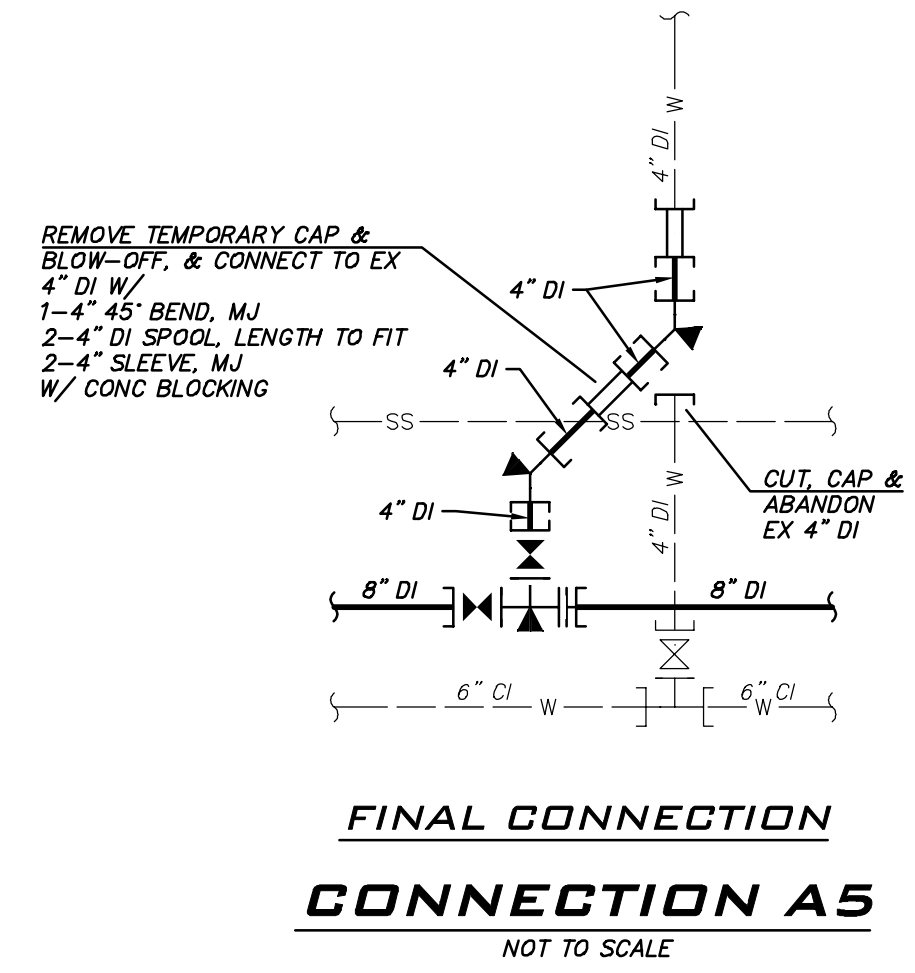 W
4" DI
REMOVE TEMPORARY CAP &
BLOW-OFF, & CONNECT TO EX
4" DI W/
1-4" 45° BEND, MJ
2-4" DI SPOOL, LENGTH TO FIT
2-4" SLEEVE, MJ
W/ CONC BLOCKING
4" DI
4" DI
SS
SS
W
4" DI
CUT, CAP &
ABANDON
EX 4" DI
4" DI
8" DI
8" DI
6" CI
W
6" CI
W
FINAL CONNECTION
CONNECTION A5
NOT TO SCALE